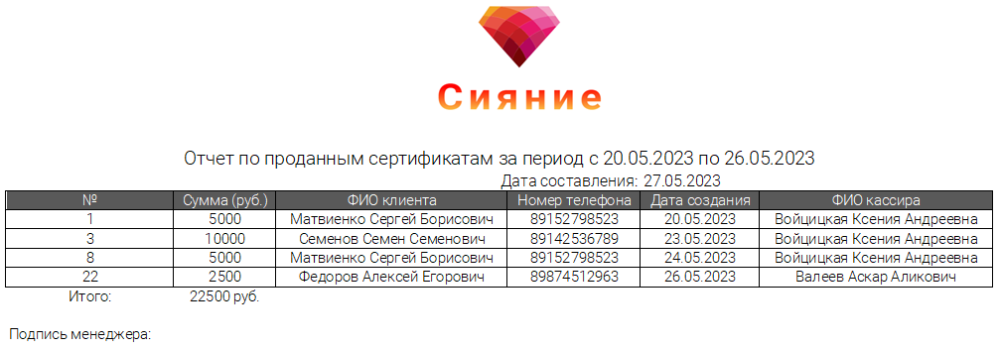 Сияние
Отчет по проданным сертификатам за период с 20.05.2023 по 26.05.2023
Дата составления: 27.05.2023
№ Сумма (руб.) ФИО клиента Номер телефона Дата создания ФИО кассира
1 5000 Матвиенко Сергей Борисович 89152798523 20.05.2023 Войцицкая Ксения Андреевна
3 10000 Семенов Семен Семенович 89142536789 23.05.2023 Войцицкая Ксения Андреевна
8 5000 Матвиенко Сергей Борисович 89152798523 24.05.2023 Войцицкая Ксения Андреевна
22 2500 Федоров Алексей Егорович 89874512963 26.05.2023 Валеев Аскар Аликович
Итого: 22500 руб.
Подпись менеджера: